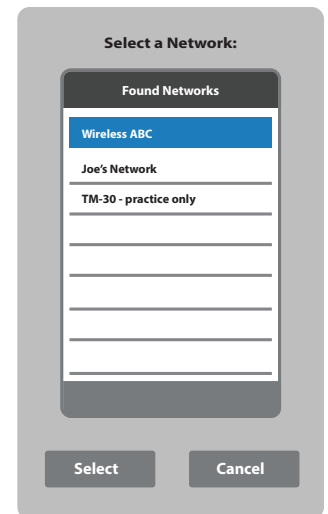 Select a Network:
Found Networks
Wireless ABC
Joe's Network
TM-30 - practice only
Select Cancel